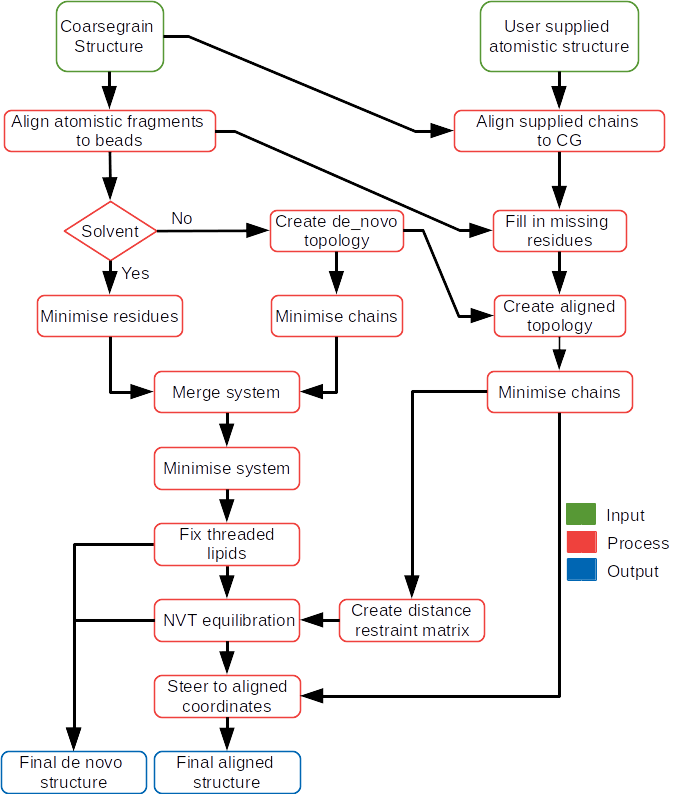 Coarsegrain
Structure
User supplied
atomistic structure
Align atomistic fragments
to beads
Align supplied chains
to CG
Solvent
No
Yes
Create de_novo
topology
Fill in missing
residues
Minimise residues
Minimise chains
Create aligned
topology
Merge system
Minimise chains
Minimise system
Fix threaded
lipids
Input
Process
Output
NVT equilibration
Create distance
restraint matrix
Steer to aligned
coordinates
Final de novo
structure
Final aligned
structure